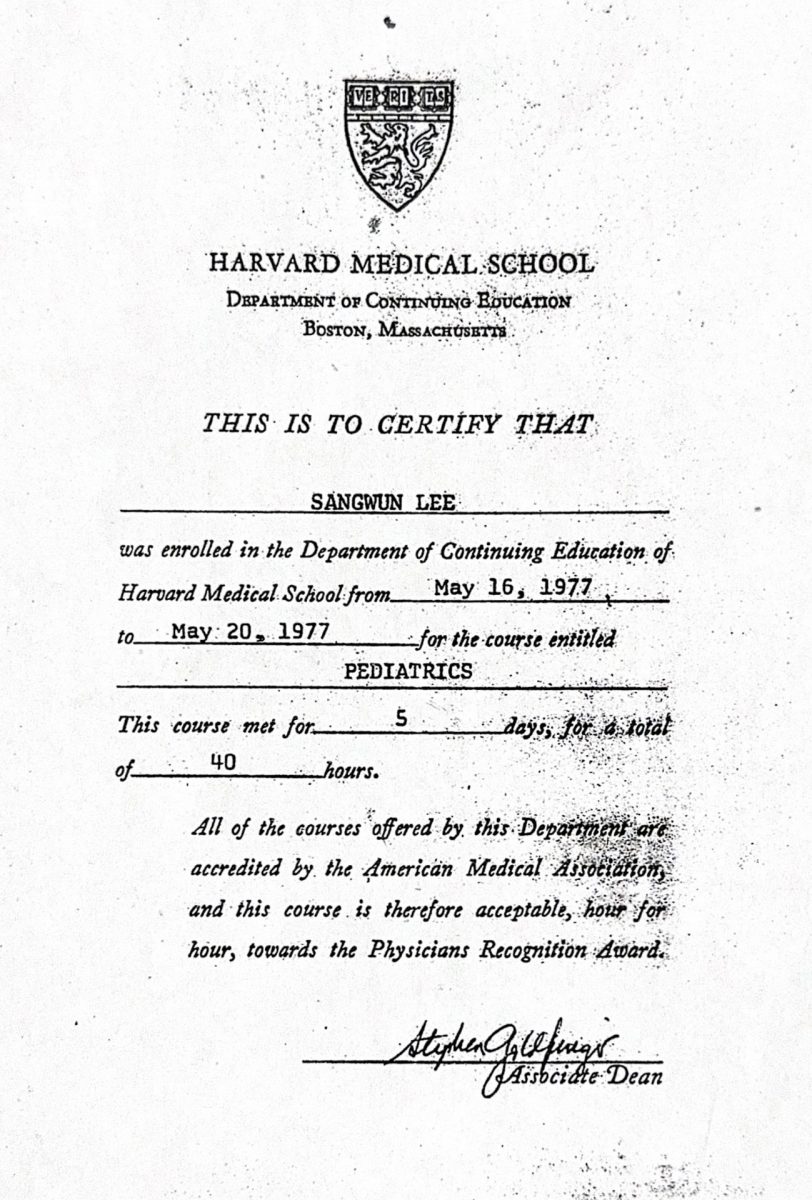 VE RI TAS
HARVARD MEDICAL SCHOOL
DEPARTMENT OF CONTINUING EDUCATION
BOSTON, MASSACHUSETTS
THIS IS TO CERTIFY THAT
SANGWUN LEE
was enrolled in the Department of Continuing Education of
Harvard Medical School from May 16, 1977,
to May 20, 1977 for the course entitled
PEDIATRICS
This course met for 5 days, for a total
of 40 hours.
All of the courses offered by this Department are
accredited by the American Medical Association,
and this course is therefore acceptable, hour for
hour, towards the Physicians Recognition Award.
Stephen Goldfinger
Associate Dean